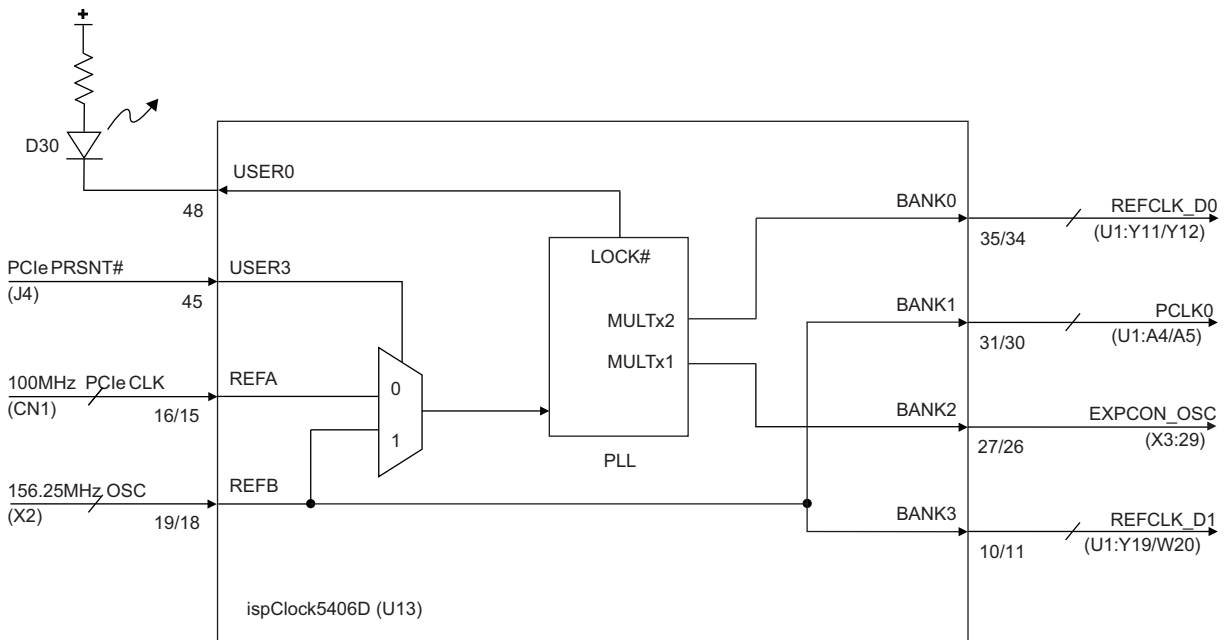 +
D30
USER0
48
PCIe PRSNT#
(J4)
45
USER3
100MHz PCIe CLK
(CN1)
16/15
REFA
0
1
156.25MHz OSC
(X2)
19/18
REFB
LOCK#
MULTx2
MULTx1
PLL
BANK0
35/34
REFCLK_D0
(U1:Y11/Y12)
BANK1
31/30
PCLK0
(U1:A4/A5)
BANK2
27/26
EXPCON_OSC
(X3:29)
BANK3
10/11
REFCLK_D1
(U1:Y19/W20)
ispClock5406D (U13)